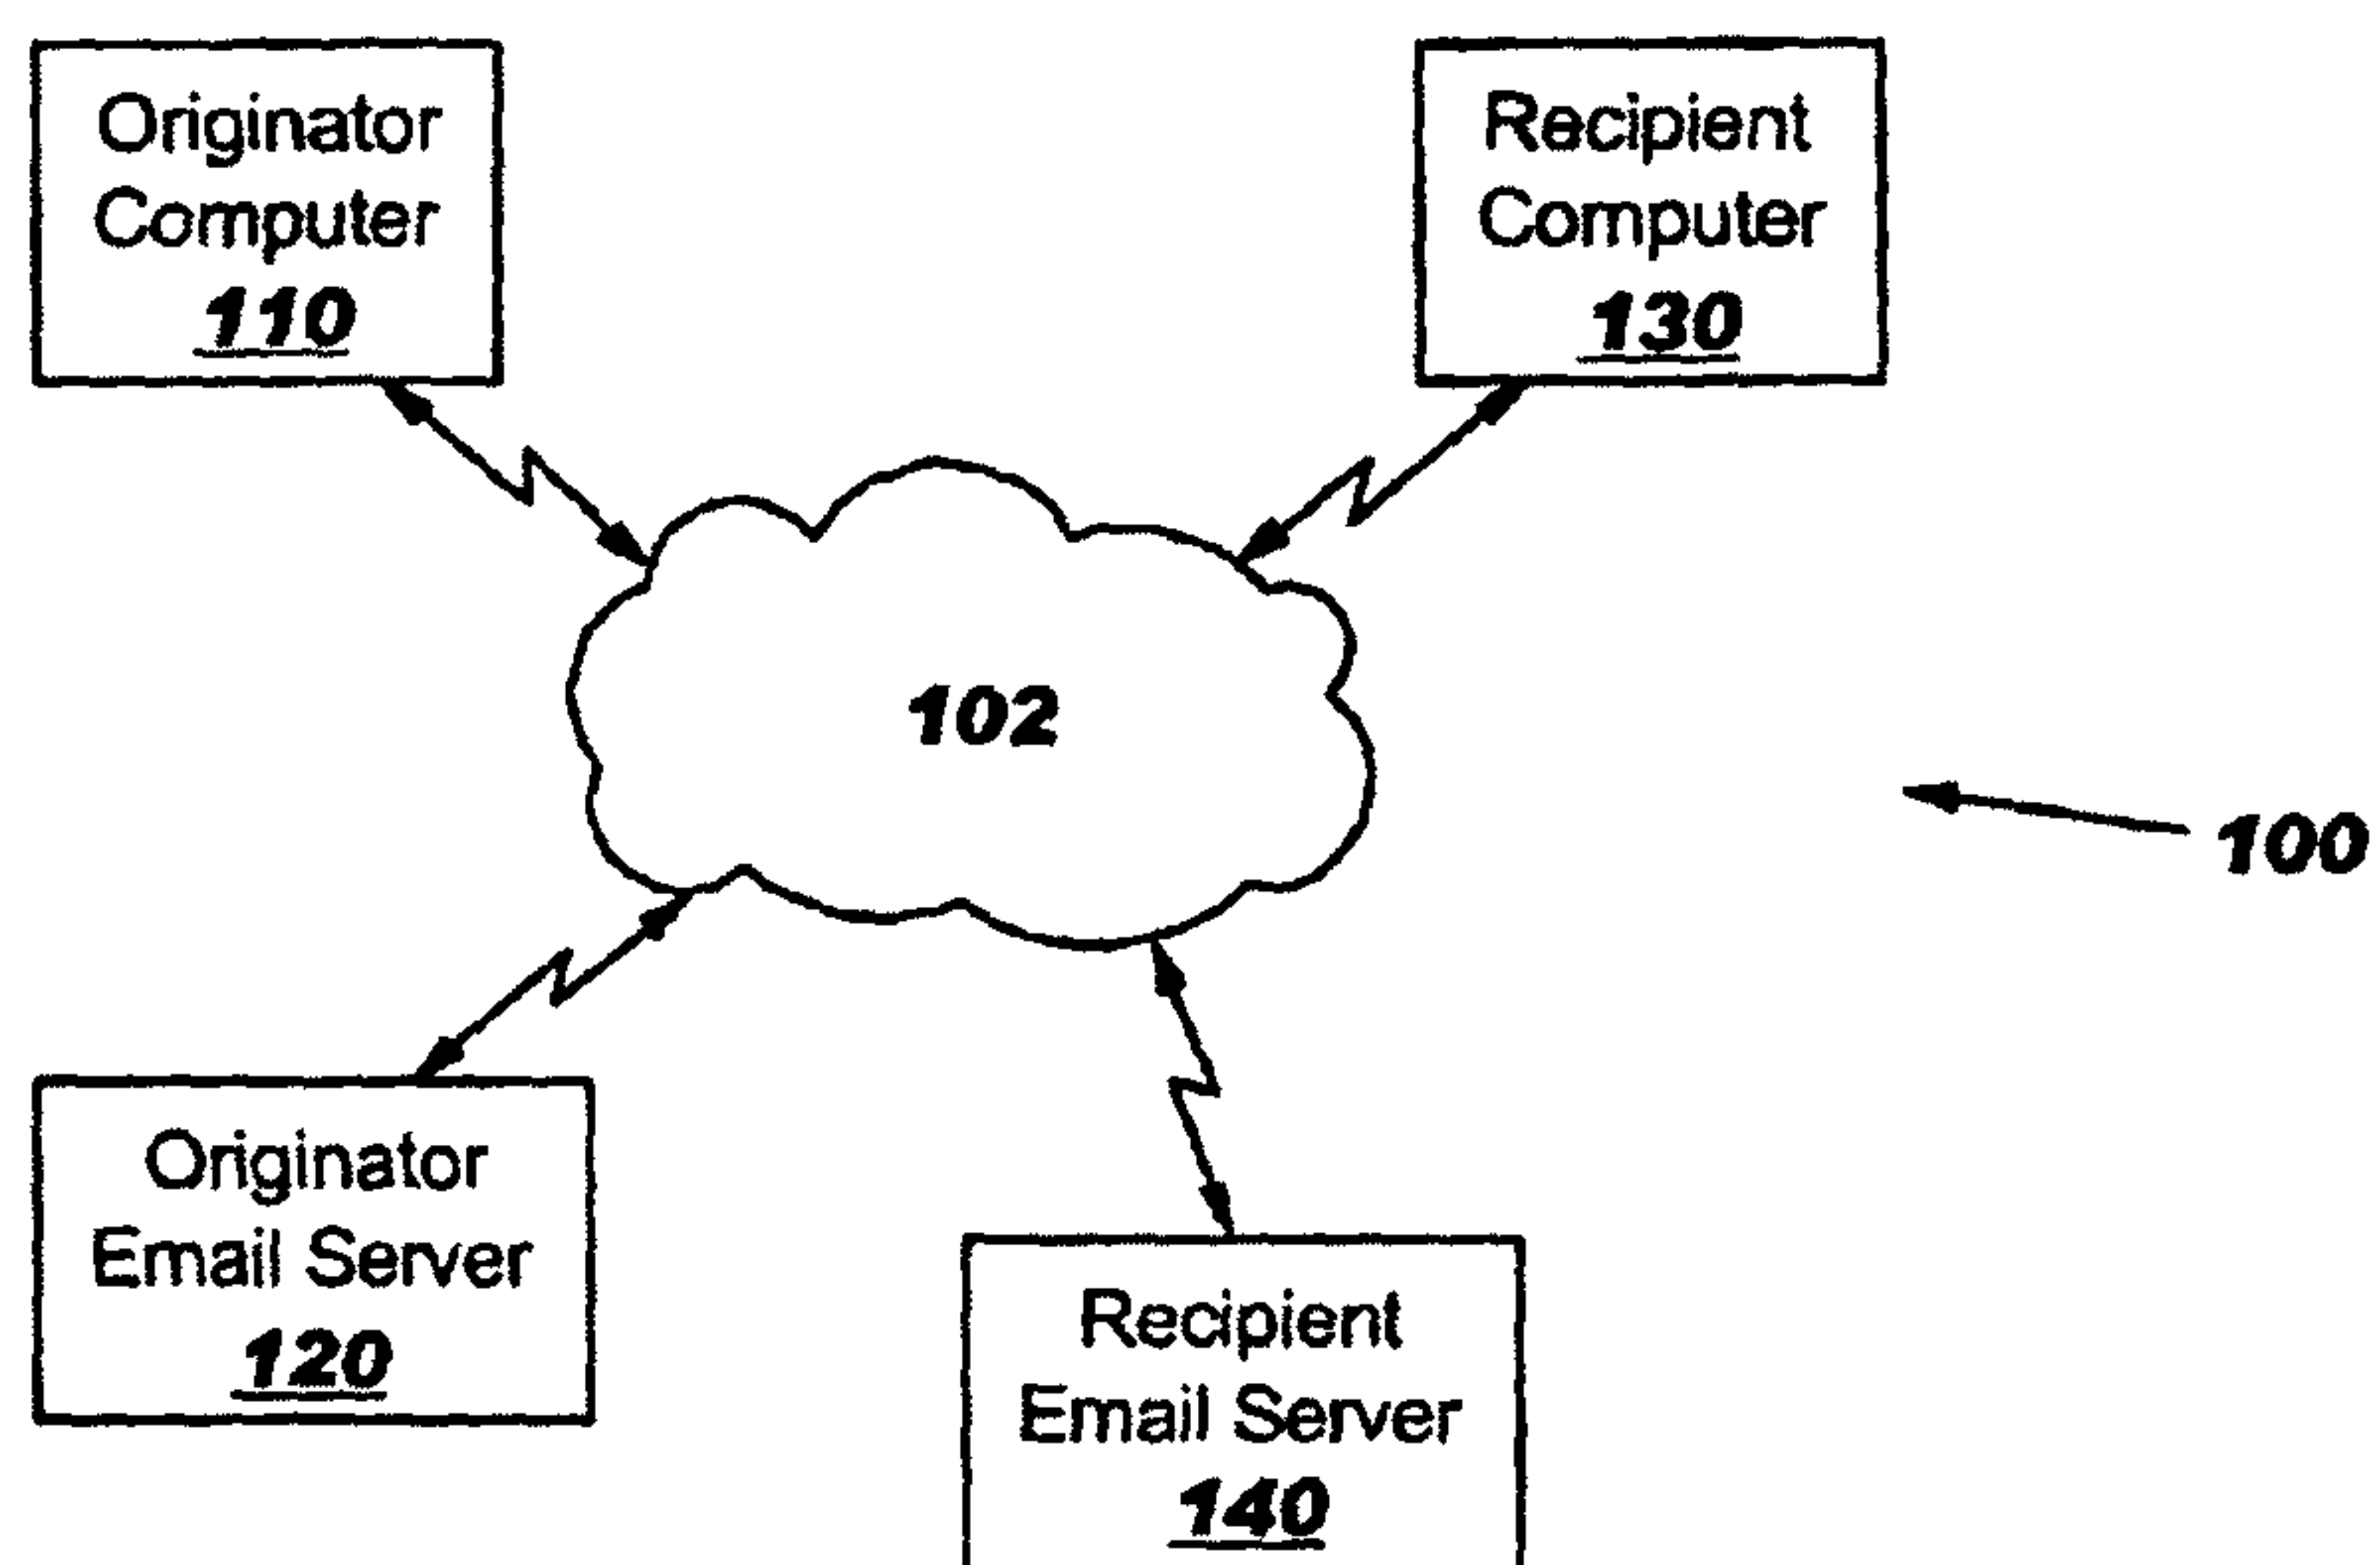 Originator
Computer
110
Recipient
Computer
130
102
100
Originator
Email Server
120
Recipient
Email Server
140